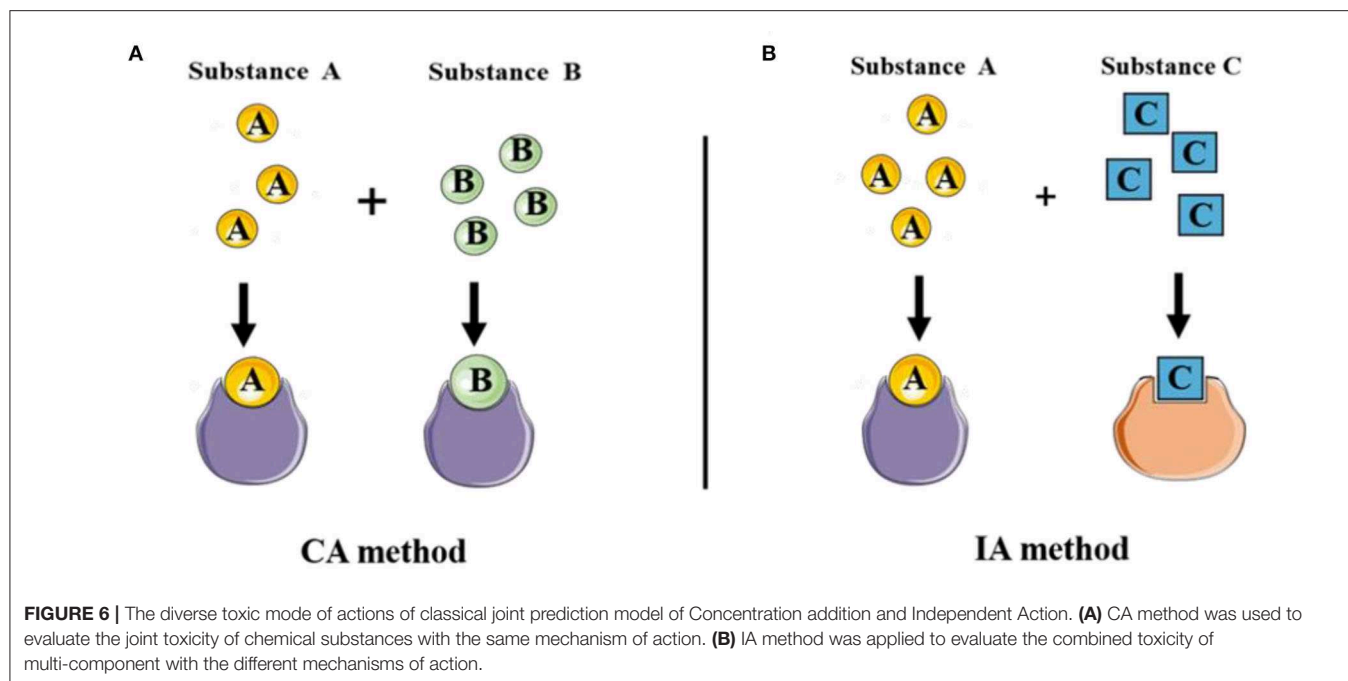 A
Substance A
Substance B
A
A
A
+
B
B
B
B
A
B
CA method
B
Substance A
Substance C
A
A
A
A
+
C
C
C
C
A
C
IA method
FIGURE 6 | The diverse toxic mode of actions of classical joint prediction model of Concentration addition and Independent Action. (A) CA method was used to
evaluate the joint toxicity of chemical substances with the same mechanism of action. (B) IA method was applied to evaluate the combined toxicity of
multi-component with the different mechanisms of action.